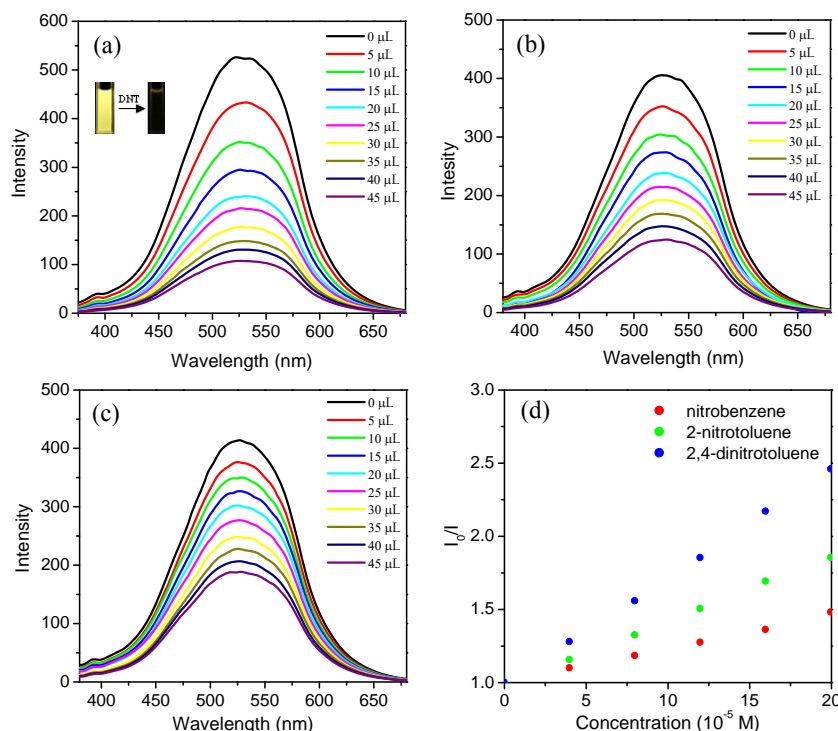 (a)
0 μL
5 μL
10 μL
15 μL
20 μL
25 μL
30 μL
35 μL
40 μL
45 μL
DNT
Intensity
600
500
400
300
200
100
0
400 450 500 550 600 650
Wavelength (nm)
(b)
0 μL
5 μL
10 μL
15 μL
20 μL
25 μL
30 μL
35 μL
40 μL
45 μL
Intesity
500
400
300
200
100
0
400 450 500 550 600 650
Wavelength (nm)
(c)
0 μL
5 μL
10 μL
15 μL
20 μL
25 μL
30 μL
35 μL
40 μL
45 μL
Intensity
500
400
300
200
100
0
400 450 500 550 600 650
Wavelength (nm)
(d)
nitrobenzene
2-nitrotoluene
2,4-dinitrotoluene
I₀/I
3.0
2.5
2.0
1.5
1.0
0 5 10 15 20
Concentration (10⁻⁵ M)